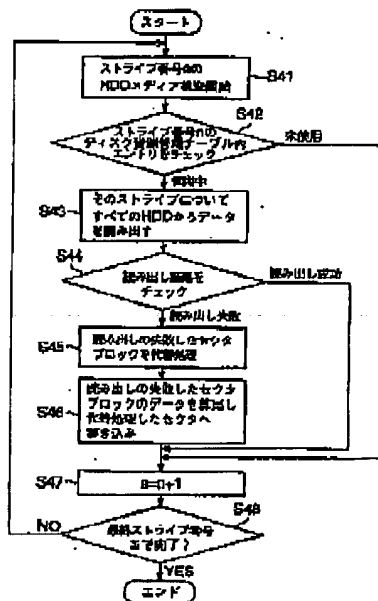 スタート
ストライプ番号nの
HDDメディア検査開始
S41
ストライプ番号nの
ディスク資源管理テーブル内
エントリをチェック
S42
未使用
使用中
そのストライプについて
すべてのHDDからデータ
を読み出す
S43
S44
読み出し結果を
チェック
読み出し成功
読み出し失敗
読み出しの失敗したセクタ
ブロックを代替処理
S45
読み出しの失敗したセクタ
ブロックのデータを算出し
代替処理したセクタへ
書き込み
S46
n=n+1
S47
最終ストライプ番号
まで完了?
S48
NO
YES
エンド